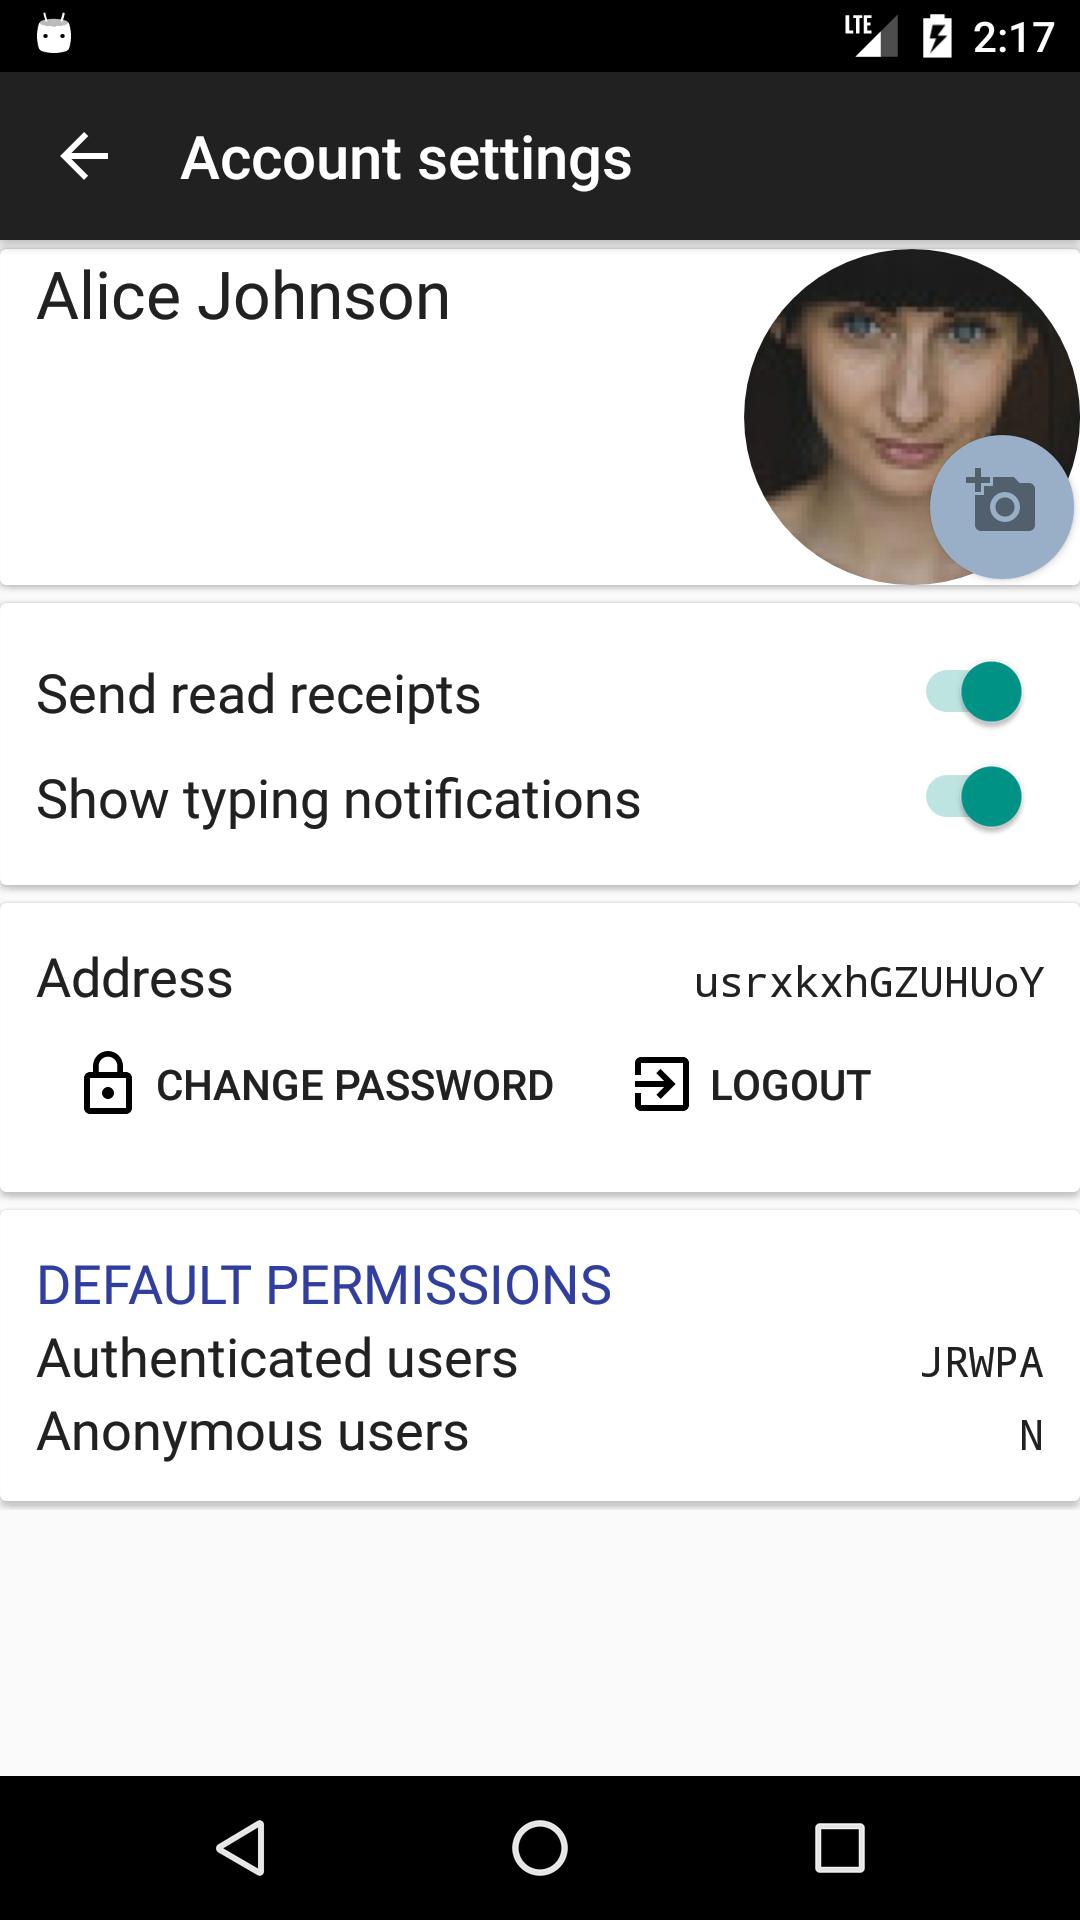 LTE 2:17
Account settings
Alice Johnson
Send read receipts
Show typing notifications
Address usrxkxhGZUHUoY
CHANGE PASSWORD LOGOUT
DEFAULT PERMISSIONS
Authenticated users JRWPA
Anonymous users N